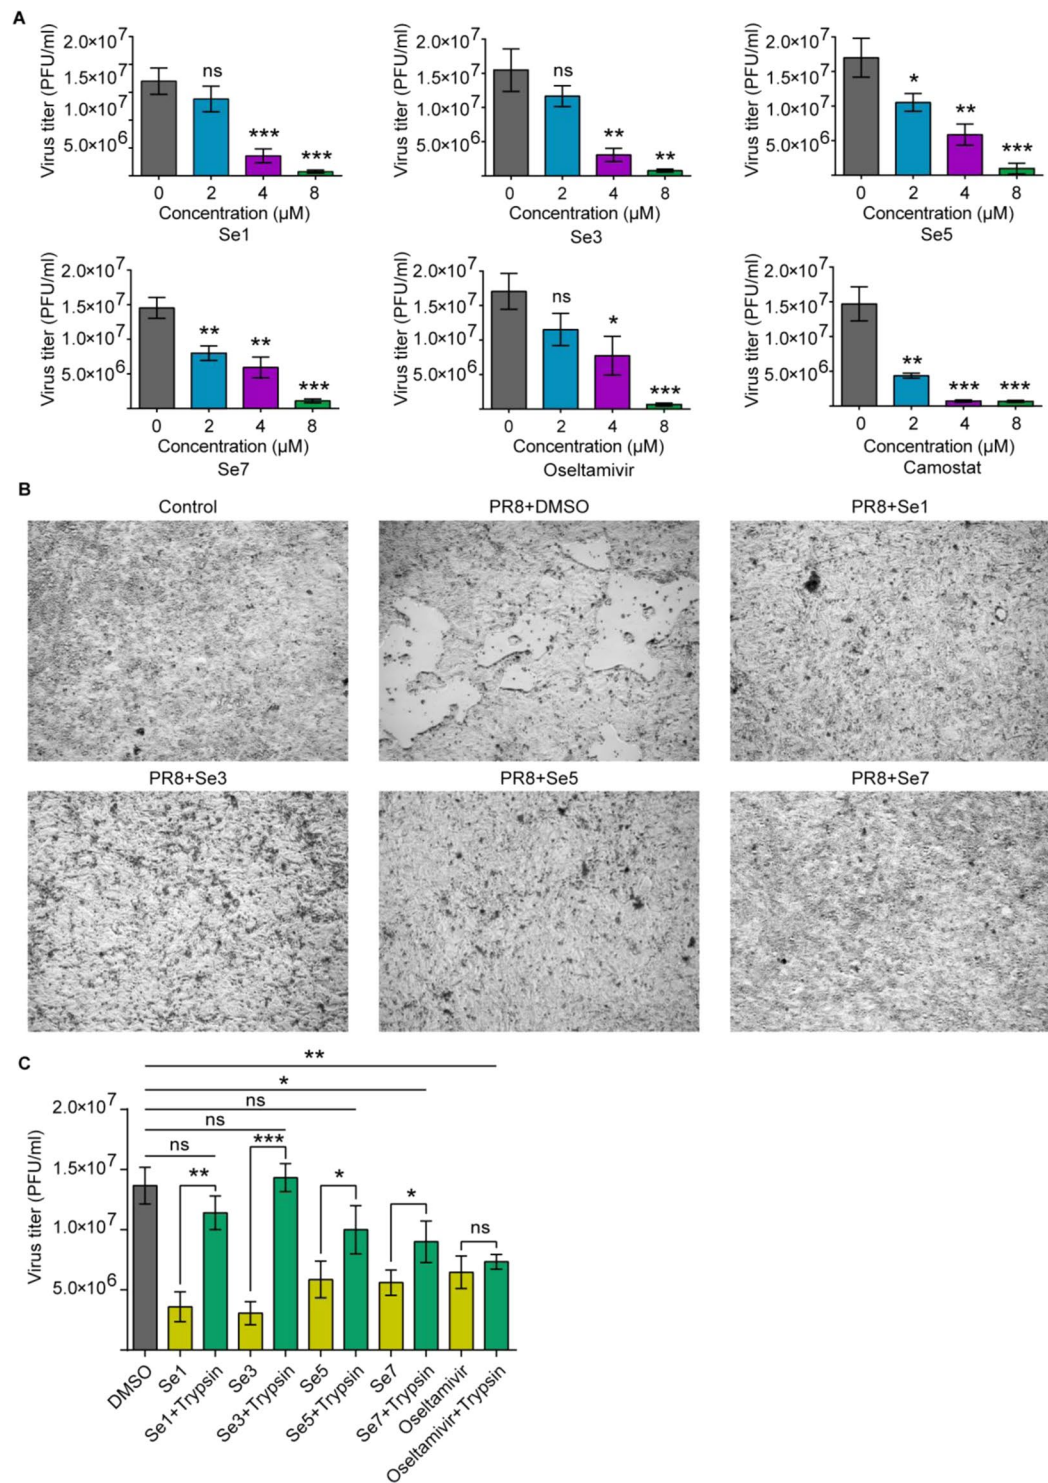 A
Virus titer (PFU/ml)
2.0×10^7
1.5×10^7
1.0×10^7
5.0×10^6
ns
***
***
0 2 4 8
Concentration (μM)
Se1
Virus titer (PFU/ml)
2.0×10^7
1.5×10^7
1.0×10^7
5.0×10^6
ns
**
**
0 2 4 8
Concentration (μM)
Se3
Virus titer (PFU/ml)
2.0×10^7
1.5×10^7
1.0×10^7
5.0×10^6
*
**
***
0 2 4 8
Concentration (μM)
Se5
Virus titer (PFU/ml)
2.0×10^7
1.5×10^7
1.0×10^7
5.0×10^6
**
**
***
0 2 4 8
Concentration (μM)
Se7
Virus titer (PFU/ml)
2.0×10^7
1.5×10^7
1.0×10^7
5.0×10^6
ns
*
***
0 2 4 8
Concentration (μM)
Oseltamivir
Virus titer (PFU/ml)
2.0×10^7
1.5×10^7
1.0×10^7
5.0×10^6
**
***
***
0 2 4 8
Concentration (μM)
Camostat
B
Control
PR8+DMSO
PR8+Se1
PR8+Se3
PR8+Se5
PR8+Se7
C
**
*
ns
ns
ns
Virus titer (PFU/ml)
2.0×10^7
1.5×10^7
1.0×10^7
5.0×10^6
**
***
*
*
ns
DMSO
Se1
Se1+Trypsin
Se3
Se3+Trypsin
Se5
Se5+Trypsin
Se7
Se7+Trypsin
Oseltamivir
Oseltamivir+Trypsin